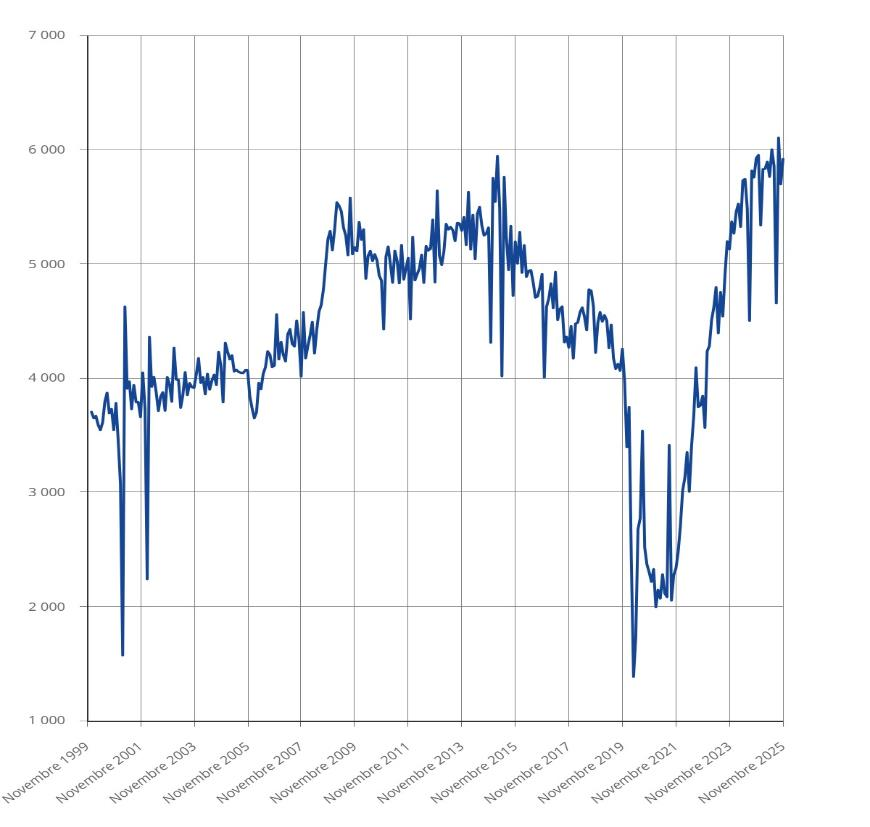 7 000
6 000
5 000
4 000
3 000
2 000
1 000
Novembre 1999
Novembre 2001
Novembre 2003
Novembre 2005
Novembre 2007
Novembre 2009
Novembre 2011
Novembre 2013
Novembre 2015
Novembre 2017
Novembre 2019
Novembre 2021
Novembre 2023
Novembre 2025